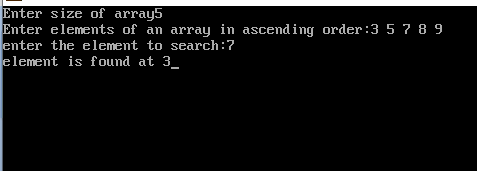 Enter size of array5
Enter elements of an array in ascending order:3 5 7 8 9
enter the element to search:7
element is found at 3_